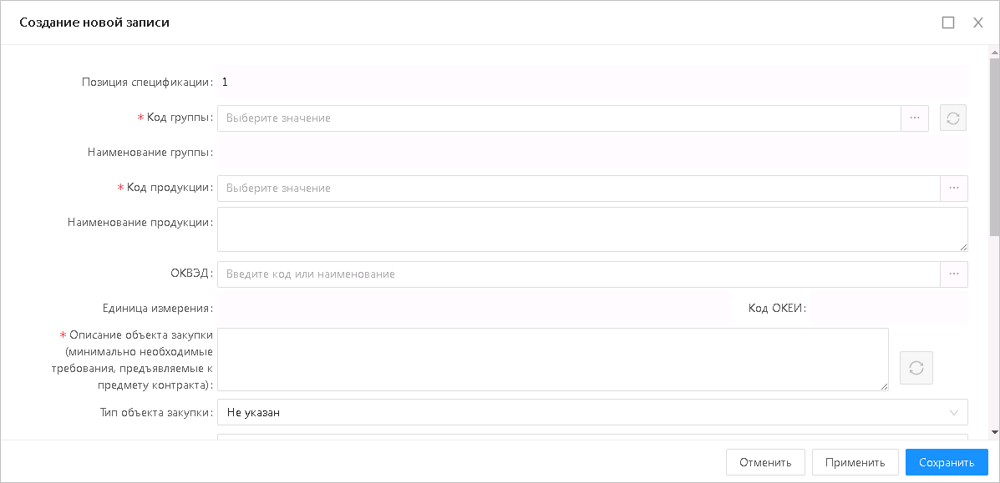 Создание новой записи
Позиция спецификации: 1
* Код группы: Выберите значение ...
Наименование группы:
* Код продукции: Выберите значение ...
Наименование продукции:
ОКВЭД: Введите код или наименование ...
Единица измерения: Код ОКЕИ:
* Описание объекта закупки
(минимально необходимые
требования, предъявляемые к
предмету контракта):
Тип объекта закупки: Не указан
Отменить Применить Сохранить